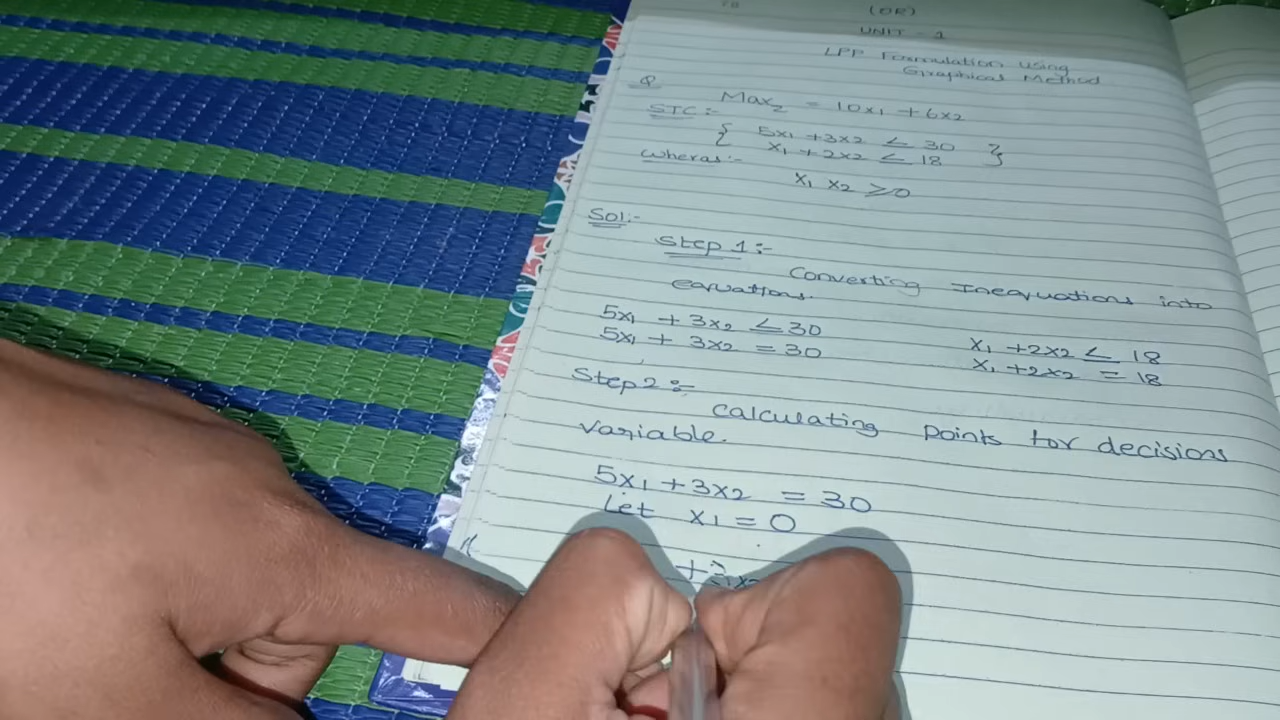 (OR)
UNIT - 1
LPP Formulation using
Graphical Method
Q Max z = 10x1 + 6x2
STC:-
{ 5x1 + 3x2 ≤ 30
x1 + 2x2 ≤ 18 }
wheras:-
x1 x2 ≥ 0
Sol:-
Step 1:-
Converting Inequations into
equations.
5x1 + 3x2 ≤ 30
5x1 + 3x2 = 30
x1 + 2x2 ≤ 18
x1 + 2x2 = 18
Step 2:-
calculating points for decisions
variable.
5x1 + 3x2 = 30
Let x1 = 0